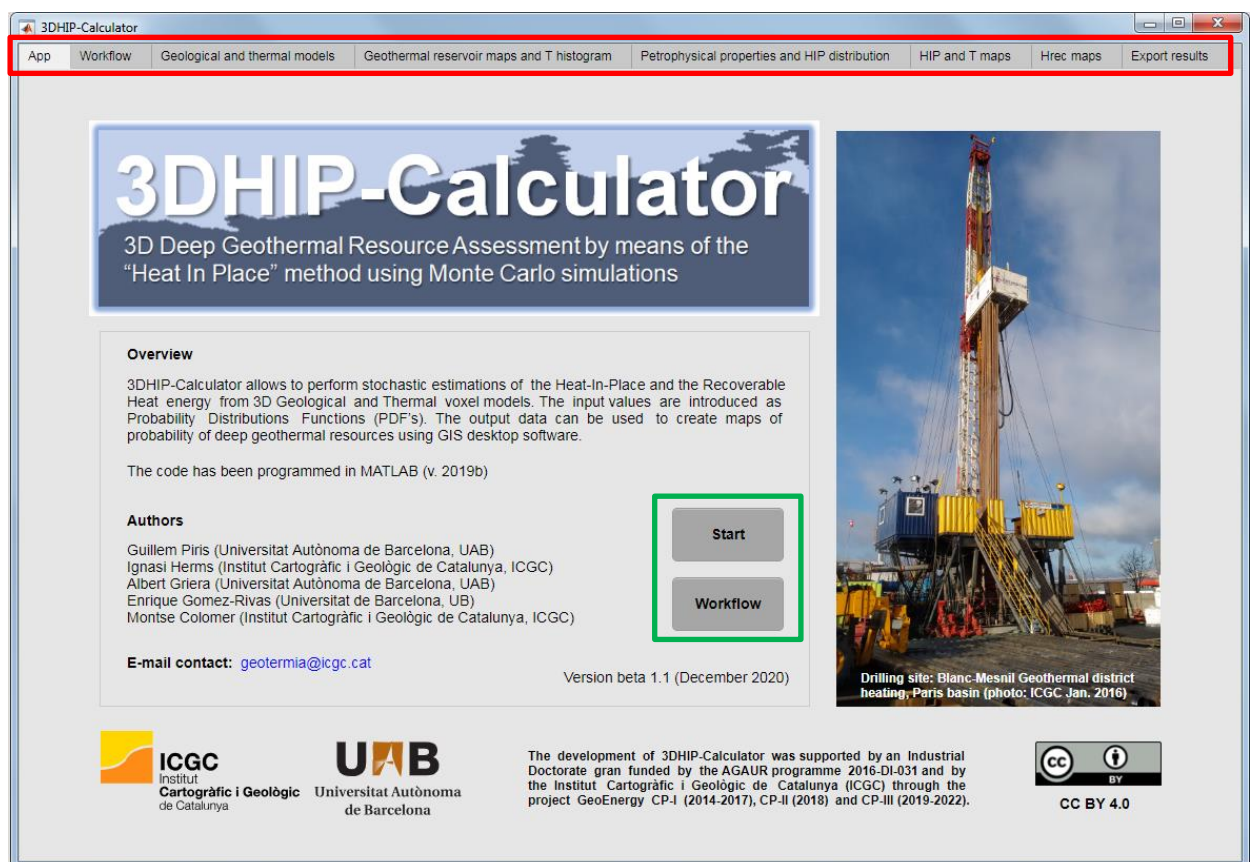 3DHIP-Calculator
App Workflow Geological and thermal models Geothermal reservoir maps and T histogram Petrophysical properties and HIP distribution HIP and T maps Hrec maps Export results
3DHIP-Calculator
3D Deep Geothermal Resource Assessment by means of the
“Heat In Place” method using Monte Carlo simulations
Overview
3DHIP-Calculator allows to perform stochastic estimations of the Heat-In-Place and the Recoverable
Heat energy from 3D Geological and Thermal voxel models. The input values are introduced as
Probability Distributions Functions (PDF's). The output data can be used to create maps of
probability of deep geothermal resources using GIS desktop software.
The code has been programmed in MATLAB (v. 2019b)
Authors
Guillem Piris (Universitat Autònoma de Barcelona, UAB)
Ignasi Herms (Institut Cartogràfic i Geològic de Catalunya, ICGC)
Albert Griera (Universitat Autònoma de Barcelona, UAB)
Enrique Gomez-Rivas (Universitat de Barcelona, UB)
Montse Colomer (Institut Cartogràfic i Geològic de Catalunya, ICGC)
Start
Workflow
E-mail contact: geotermia@icgc.cat
Version beta 1.1 (December 2020)
Drilling site: Blanc-Mesnil Geothermal district
heating, Paris basin (photo: ICGC Jan. 2016)
ICGC
Institut
Cartogràfic i Geològic
de Catalunya
UAB
Universitat Autònoma
de Barcelona
The development of 3DHIP-Calculator was supported by an Industrial
Doctorate gran funded by the AGAUR programme 2016-DI-031 and by
the Institut Cartogràfic i Geològic de Catalunya (ICGC) through the
project GeoEnergy CP-I (2014-2017), CP-II (2018) and CP-III (2019-2022).
cc
BY
CC BY 4.0